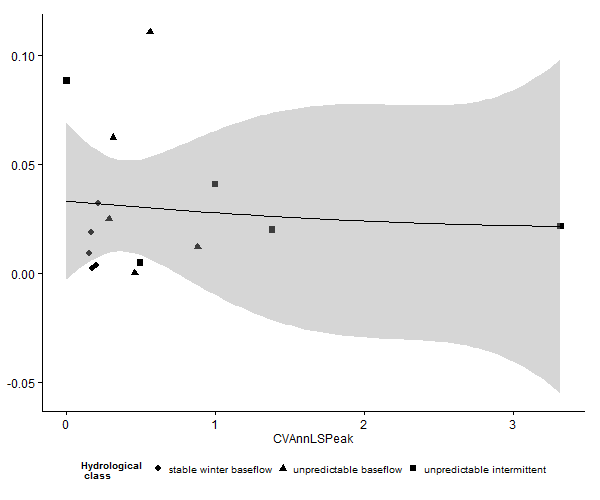 0.10
0.05
0.00
-0.05
0
1
2
3
CVAnnLSPeak
Hydrological
class
stable winter baseflow
unpredictable baseflow
unpredictable intermittent